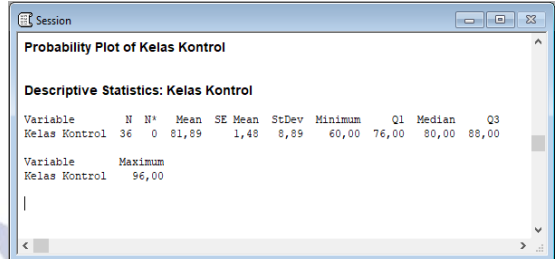 Session
Probability Plot of Kelas Kontrol
Descriptive Statistics: Kelas Kontrol
Variable N N* Mean SE Mean StDev Minimum Q1 Median Q3
Kelas Kontrol 36 0 81,89 1,48 8,89 60,00 76,00 80,00 88,00
Variable Maximum
Kelas Kontrol 96,00